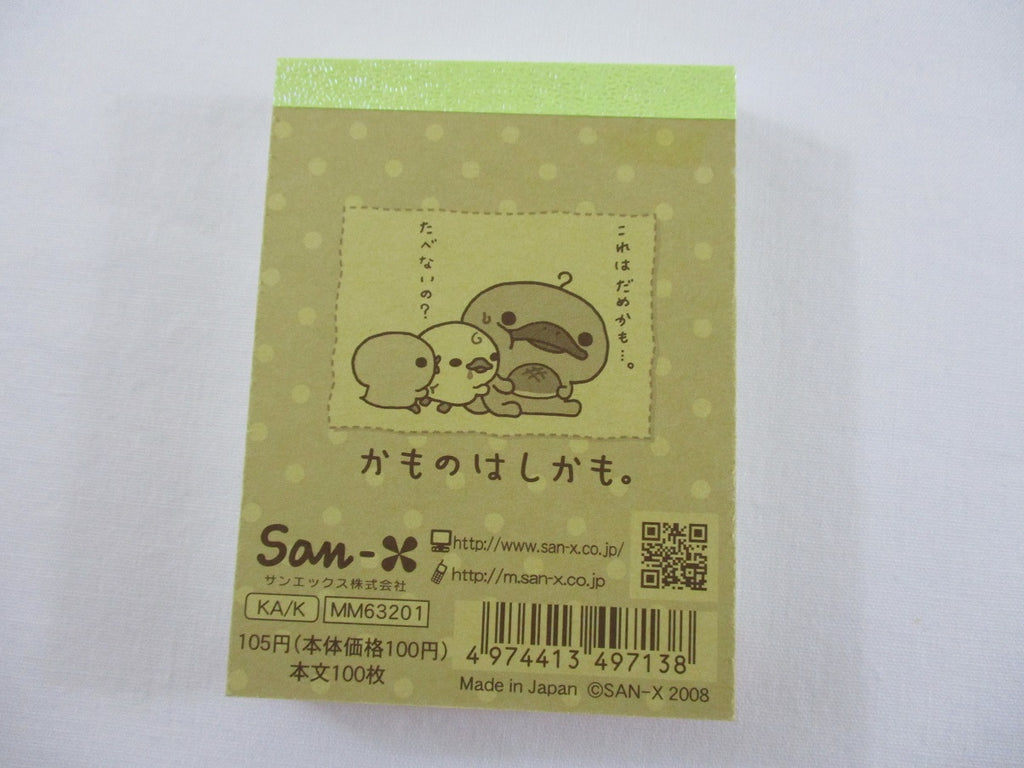 これはだめかも…。
たべないの？
かものはしかも。
San-X
サンエックス株式会社
http://www.san-x.co.jp/
http://m.san-x.co.jp
KA/K MM63201
105円(本体価格100円)
本文100枚
4 974413 497138
Made in Japan ©SAN-X 2008